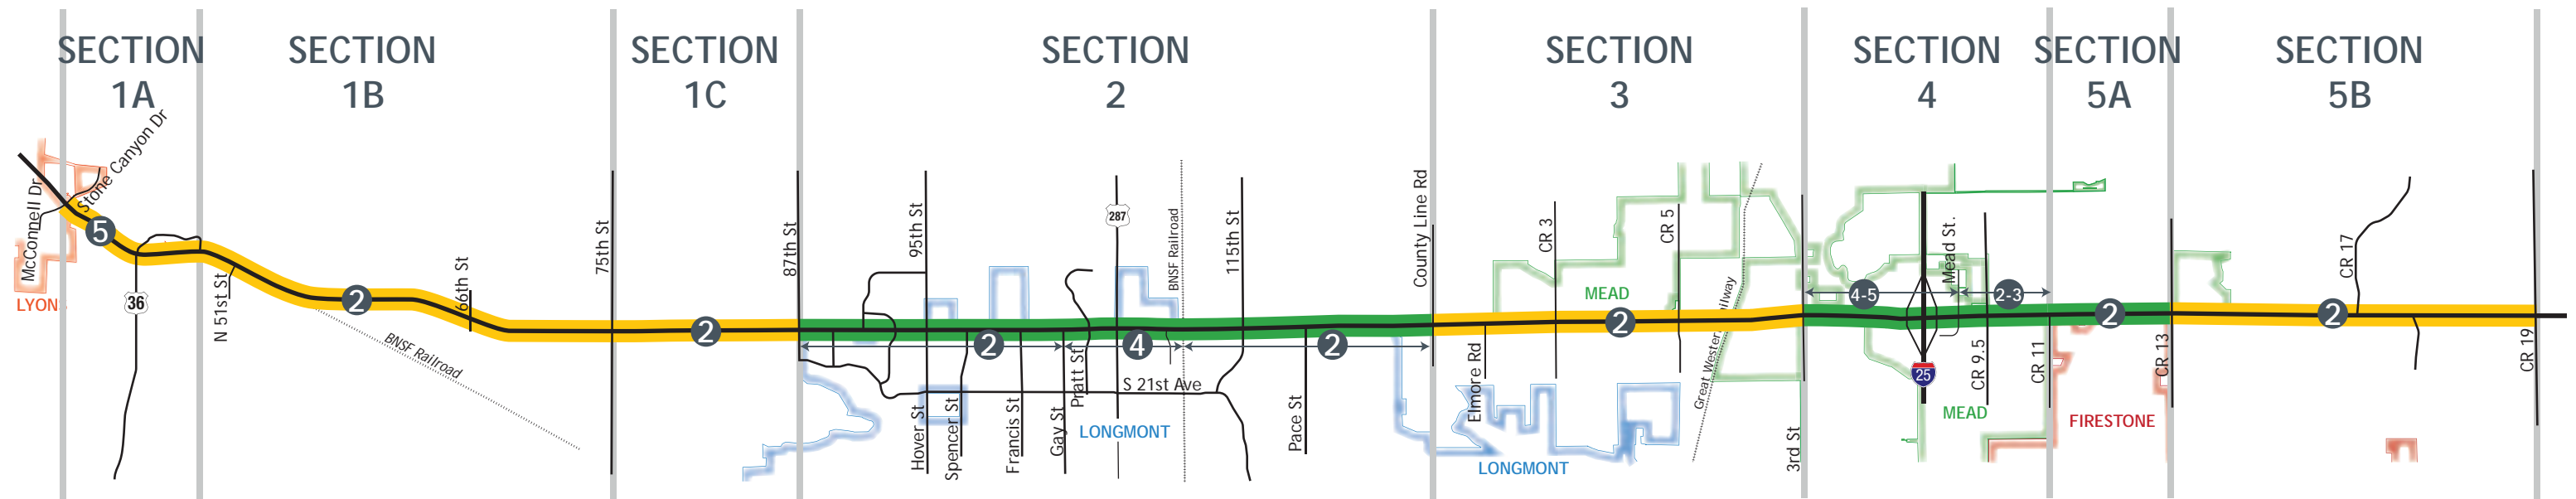 SECTION
1A
SECTION
1B
SECTION
1C
SECTION
2
SECTION
3
SECTION
4
SECTION
5A
SECTION
5B
McConnell Dr
Stone Canyon Dr
LYONS
5
36
N 51st St
2
BNSF Railroad
66th St
75th St
2
87th St
95th St
Hover St
Spencer St
2
Francis St
Gay St
Pratt St
287
4
S 21st Ave
LONGMONT
BNSF Railroad
115th St
Pace St
2
County Line Rd
Elmore Rd
LONGMONT
CR 3
MEAD
2
CR 5
Great Western Railway
3rd St
4-5
25
Mead St.
2-3
CR 9.5
MEAD
CR 11
2
FIRESTONE
CR 13
2
CR 17
CR 19